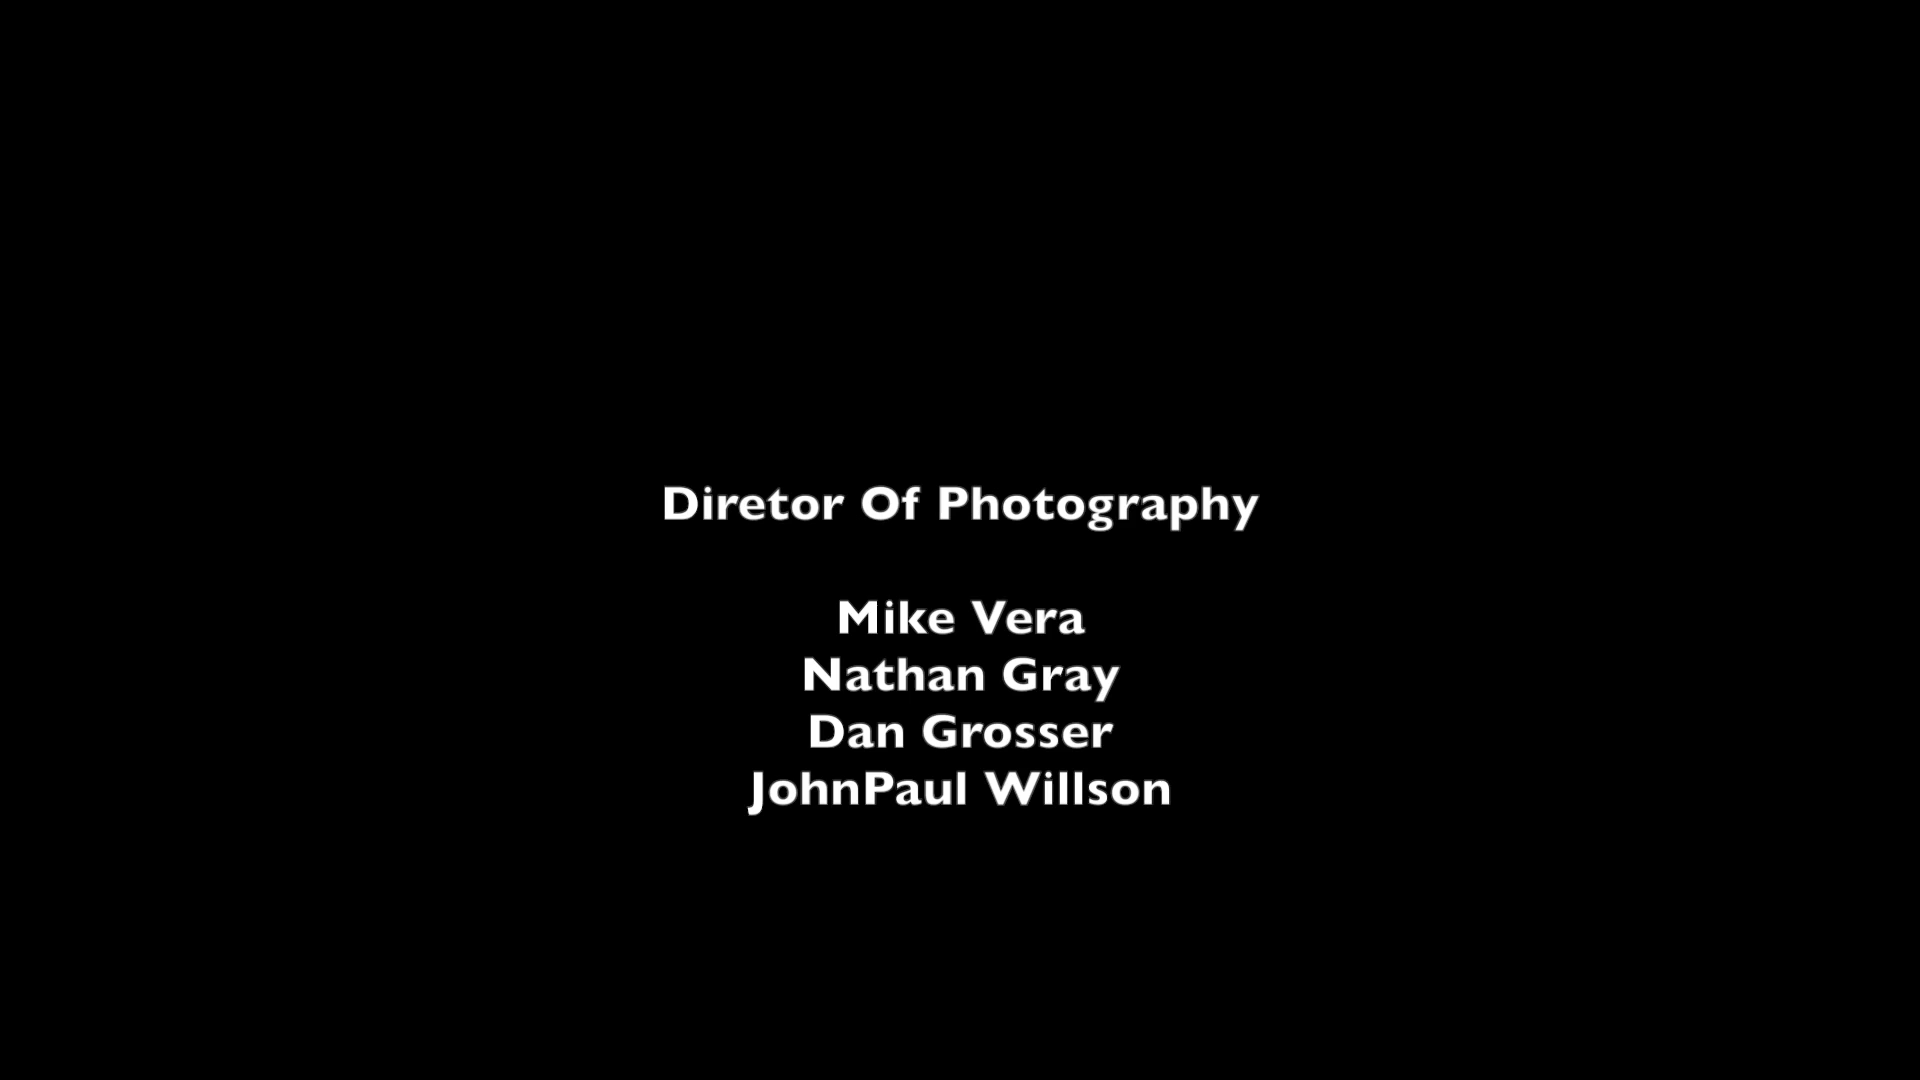 Diretor Of Photography
Mike Vera
Nathan Gray
Dan Grosser
JohnPaul Willson